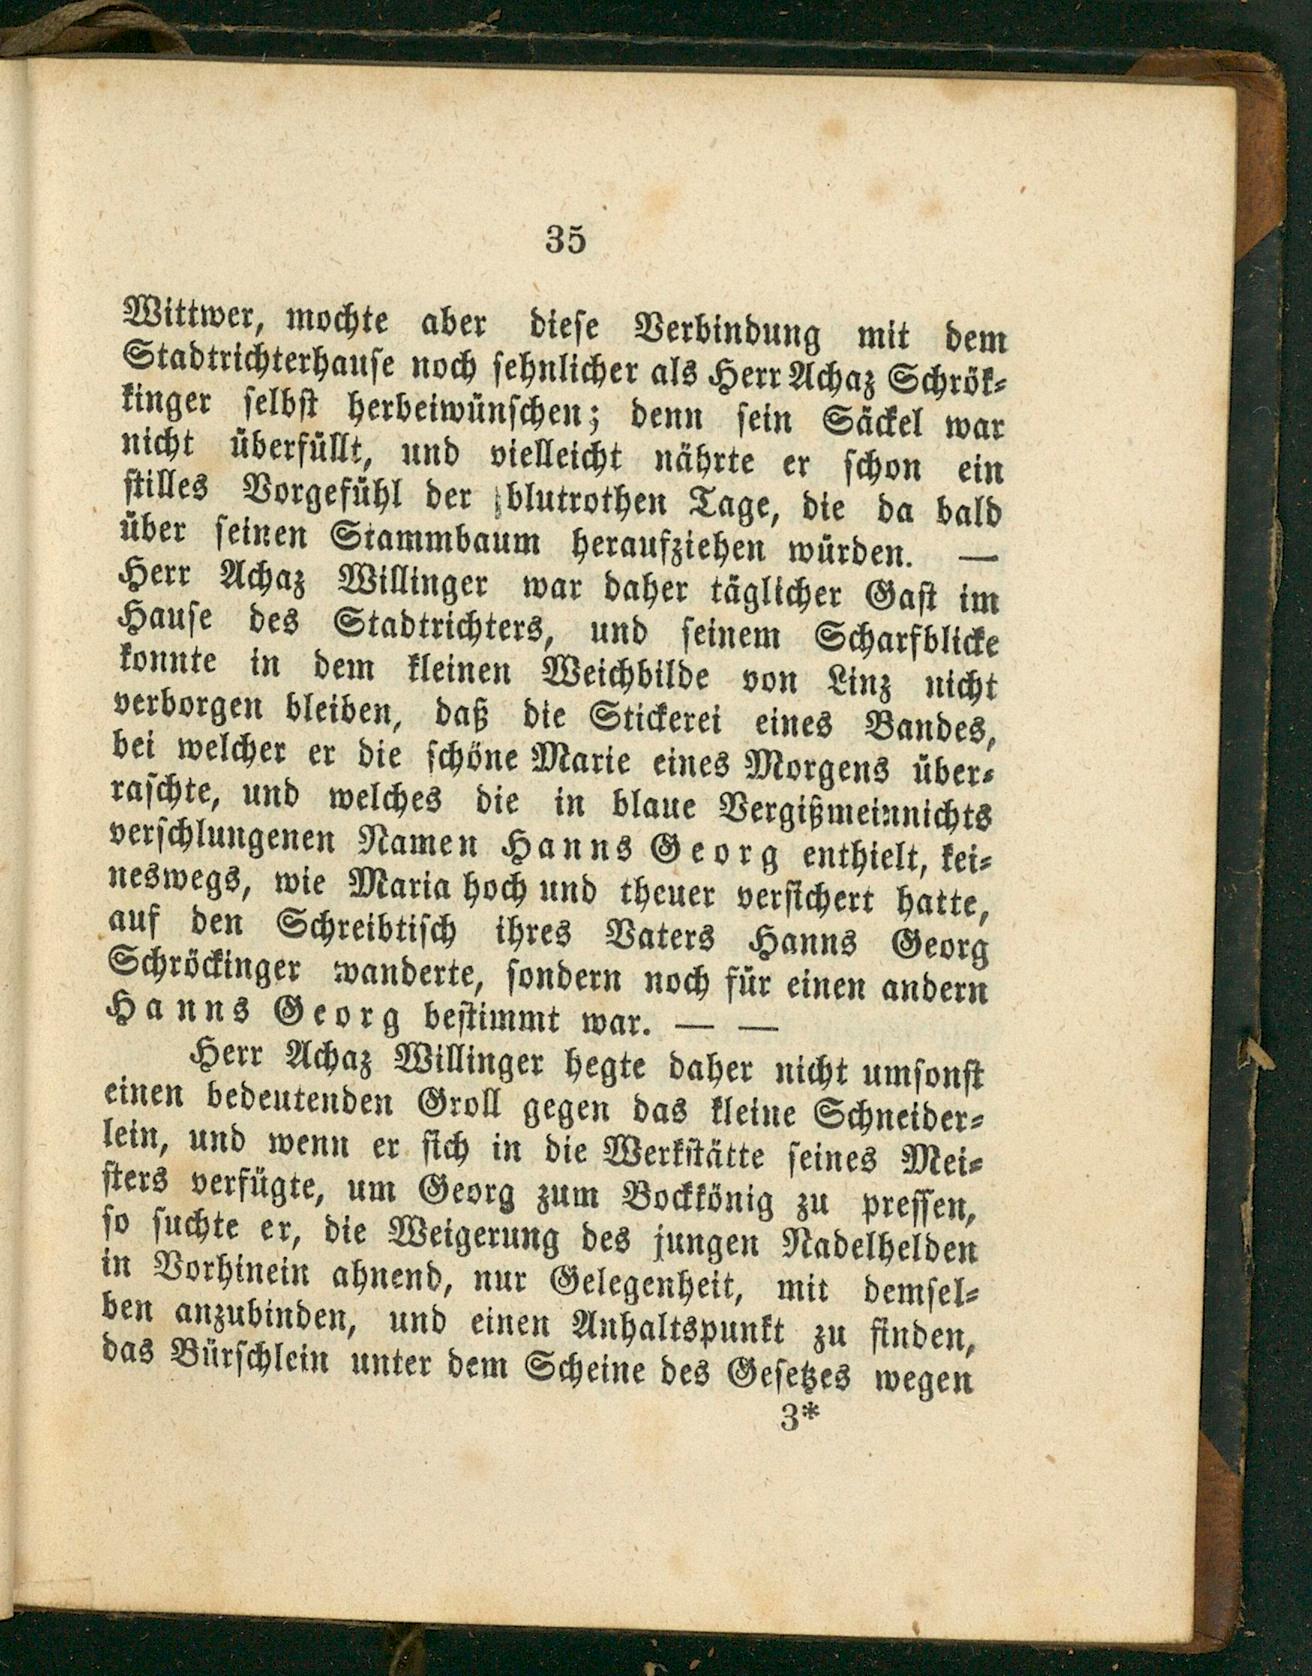 35
Wittwer, mochte aber diese Verbindung mit dem
Stadtrichterhause noch sehnlicher als Herr Achaz Schrök-
kinger selbst herbeiwünschen; denn sein Säckel war
nicht überfüllt, und vielleicht nährte er schon ein
stilles Vorgefühl der blutrothen Tage, die da bald
über seinen Stammbaum heraufziehen würden. —
Herr Achaz Willinger war daher täglicher Gast im
Hause des Stadtrichters, und seinem Scharfblicke
konnte in dem kleinen Weichbilde von Linz nicht
verborgen bleiben, daß die Stickerei eines Bandes,
bei welcher er die schöne Marie eines Morgens über-
raschte, und welches die in blaue Vergißmeinnichts
verschlungenen Namen Hanns Georg enthielt, kei-
neswegs, wie Maria hoch und theuer versichert hatte,
auf den Schreibtisch ihres Vaters Hanns Georg
Schröckinger wanderte, sondern noch für einen andern
Hanns Georg bestimmt war. — —
Herr Achaz Willinger hegte daher nicht umsonst
einen bedeutenden Groll gegen das kleine Schneider-
lein, und wenn er sich in die Werkstätte seines Mei-
sters verfügte, um Georg zum Bockkönig zu pressen,
so suchte er, die Weigerung des jungen Nadelhelden
in Vorhinein ahnend, nur Gelegenheit, mit demsel-
ben anzubinden, und einen Anhaltspunkt zu finden,
das Bürschlein unter dem Scheine des Gesetzes wegen
3*